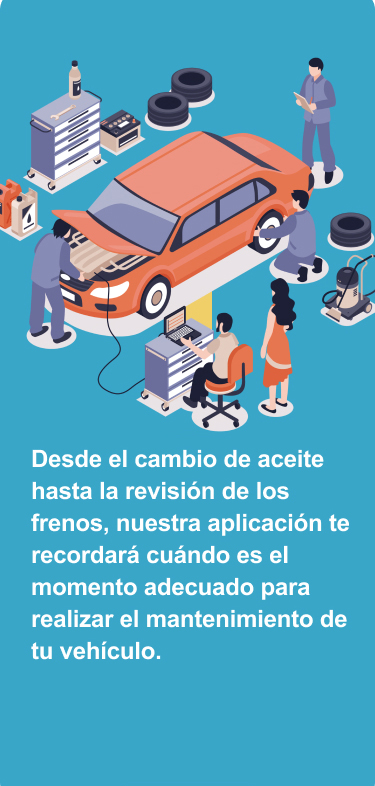 Desde el cambio de aceite
hasta la revisión de los
frenos, nuestra aplicación te
recordará cuándo es el
momento adecuado para
realizar el mantenimiento de
tu vehículo.